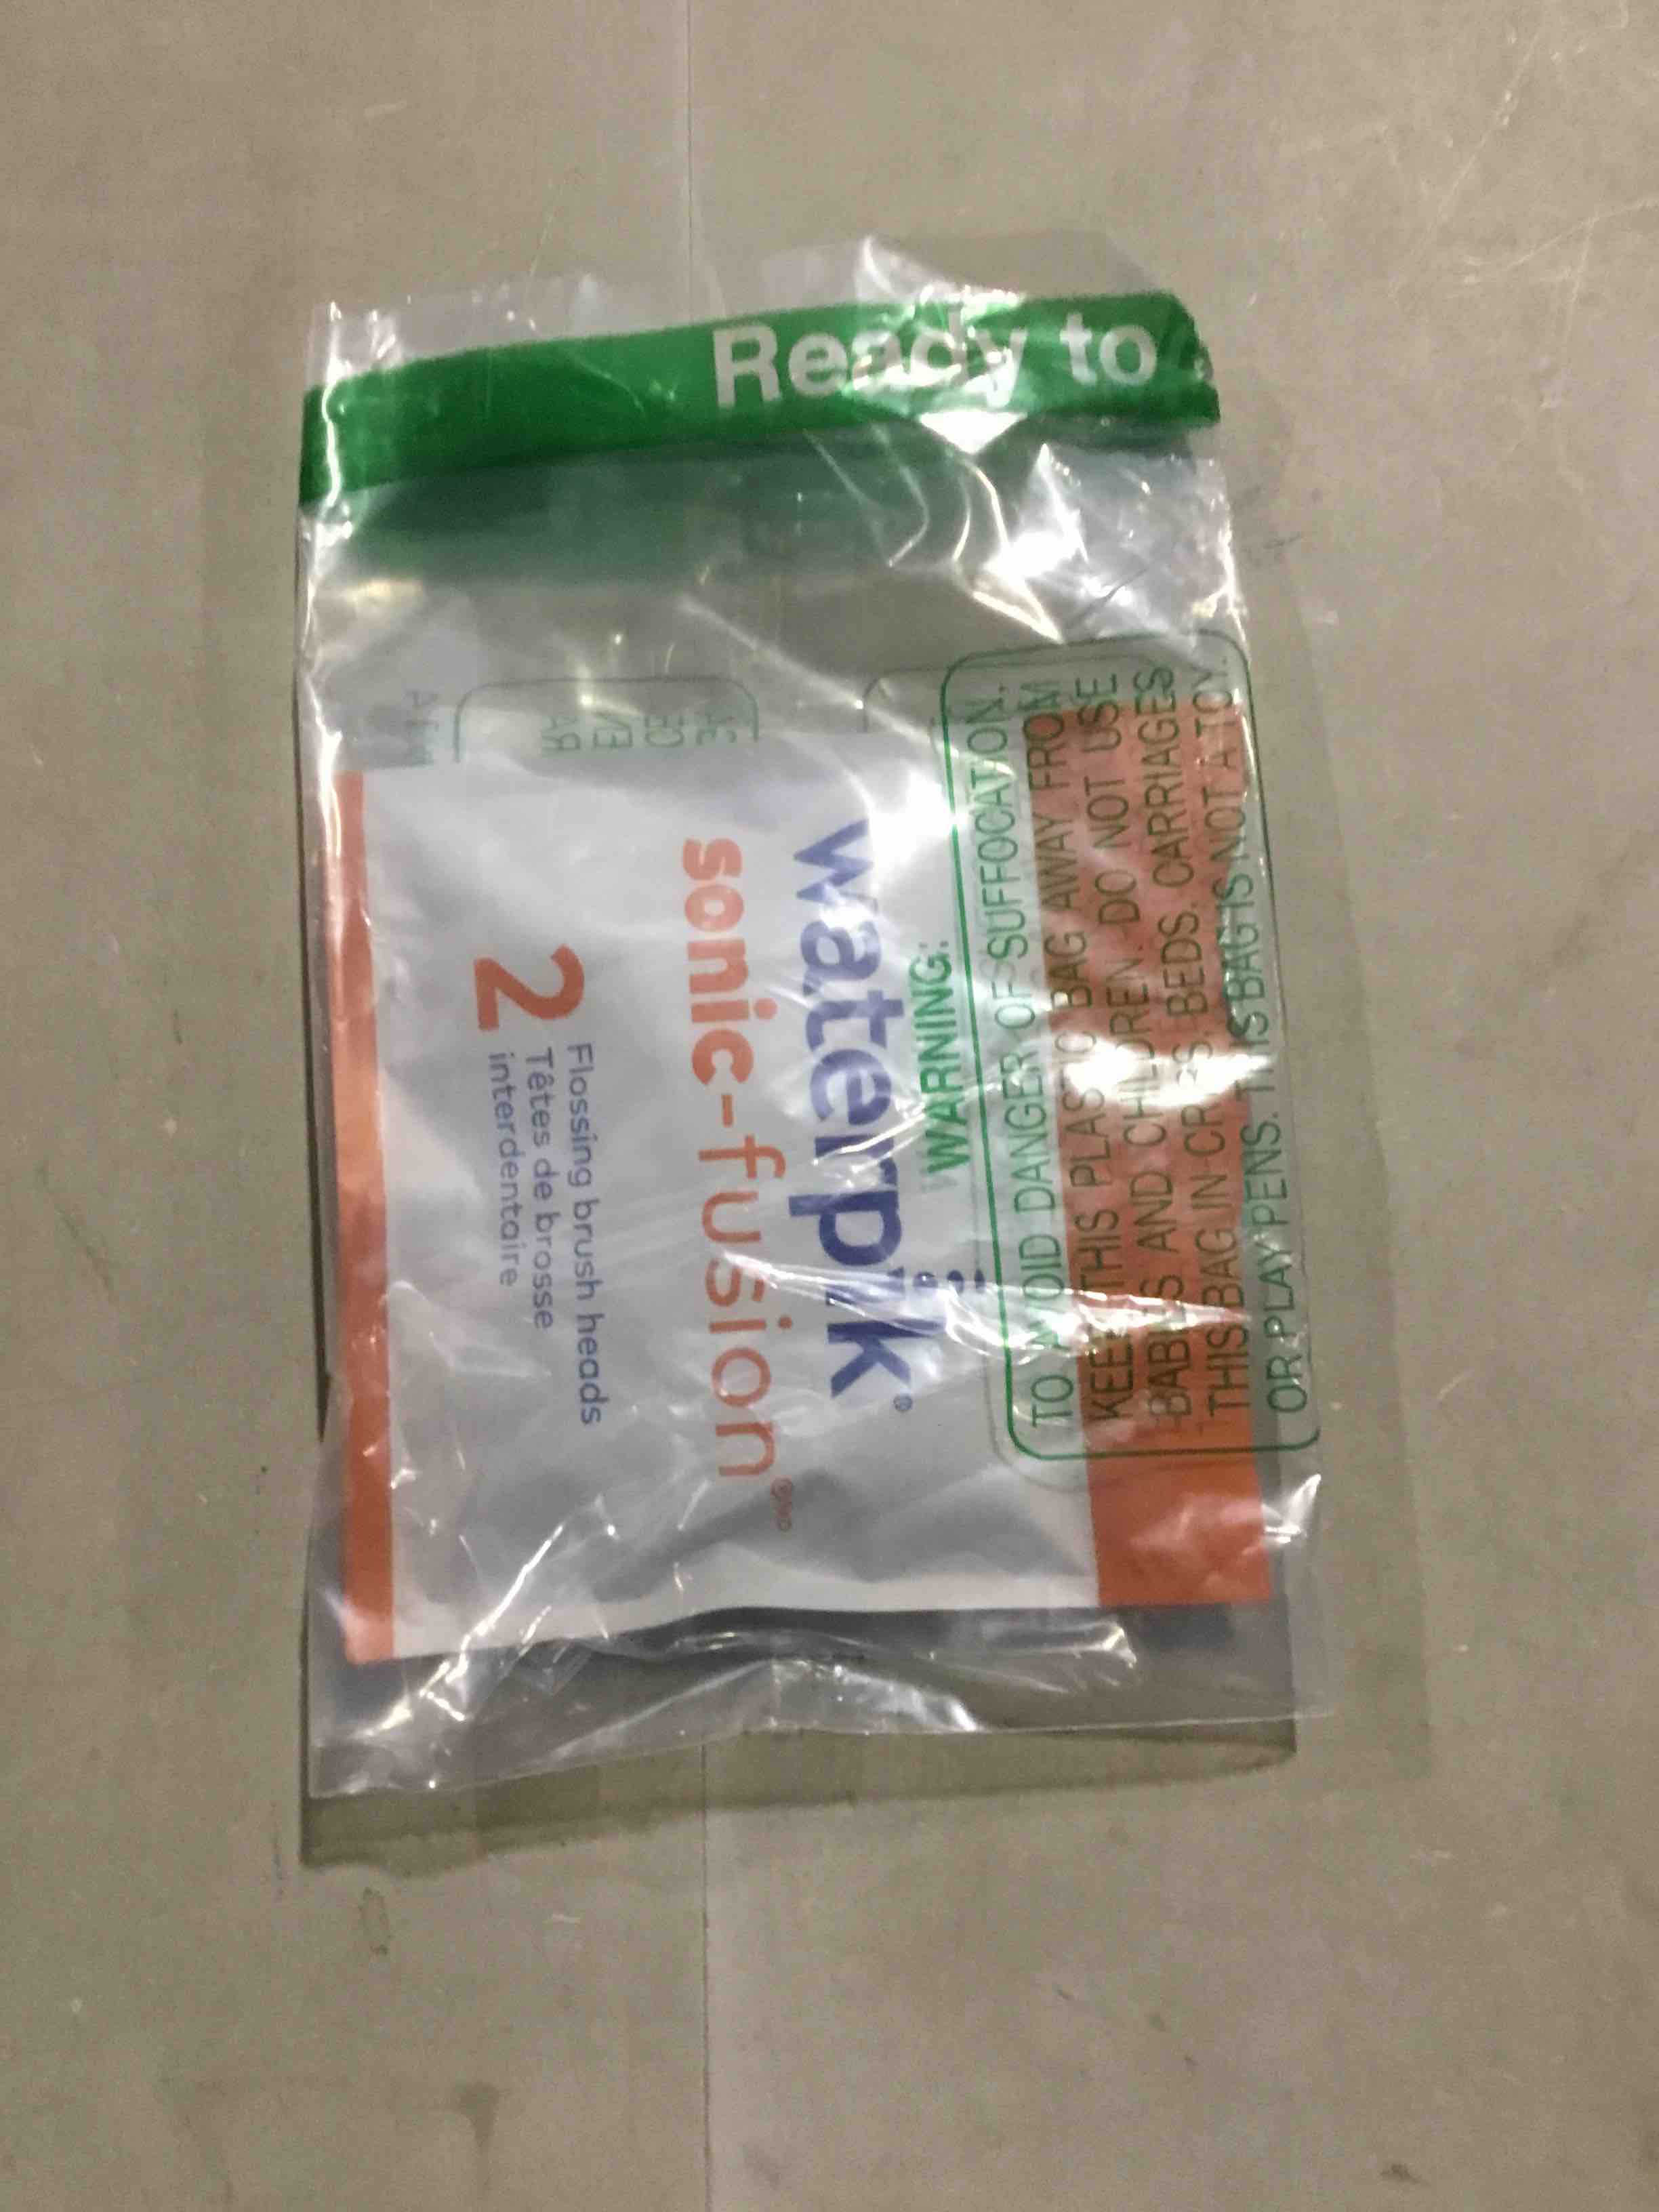 Ready to
waterpik®
sonic-fusion®
2
Flossing brush heads
Têtes de brosse
interdentaire
WARNING:
TO AVOID DANGER OF SUFFOCATION,
KEEP THIS PLASTIC BAG AWAY FROM
BABIES AND CHILDREN. DO NOT USE
THIS BAG IN CRIBS, BEDS, CARRIAGES
OR PLAY PENS. THIS BAG IS NOT A TOY.